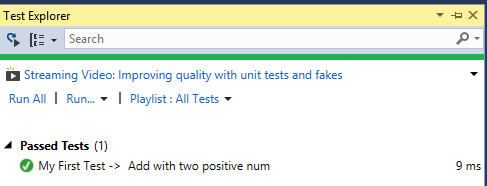 Test Explorer
Search
Streaming Video: Improving quality with unit tests and fakes
Run All | Run... | Playlist : All Tests
Passed Tests (1)
My First Test -> Add with two positive num 9 ms